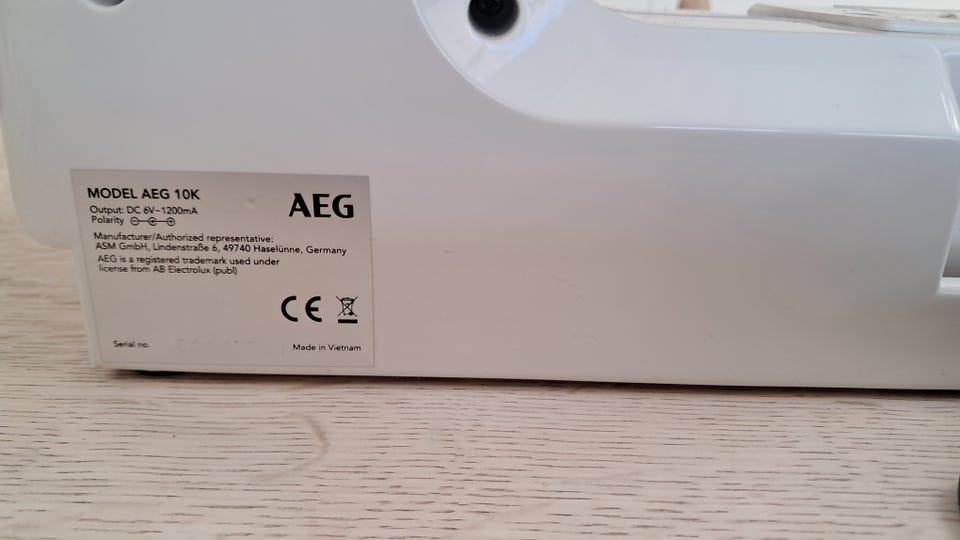 MODEL AEG 10K
AEG
Output: DC 6V⎓1200mA
Polarity
Manufacturer/Authorized representative:
ASM GmbH, Lindenstraße 6, 49740 Haselünne, Germany
AEG is a registered trademark used under
license from AB Electrolux (publ)
CE
Serial no.
Made in Vietnam